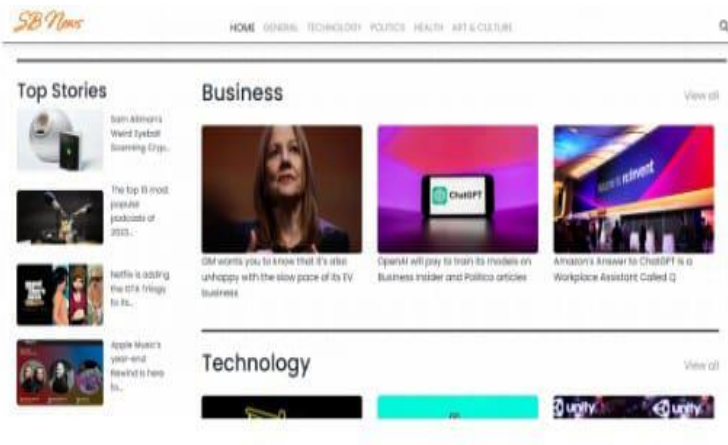 SB News
HOME GENERAL TECHNOLOGY POLITICS HEALTH ART & CULTURE
Top Stories
Sam Altman's
Weird Eyeball
Scanning Cryp..
The top 10 most
popular
podcasts of
2023..
Netflix is adding
the GTA Trilogy
to its..
Apple Music's
year-end
Rewind is here
to..
Business
View all
ChatGPT
reinvent
GM wants you to know that it's also
unhappy with the slow pace of its EV
business
OpenAI will pay to train its models on
Business Insider and Politico articles
Amazon's Answer to ChatGPT is a
Workplace Assistant Called Q
Technology
View all
unity
unity